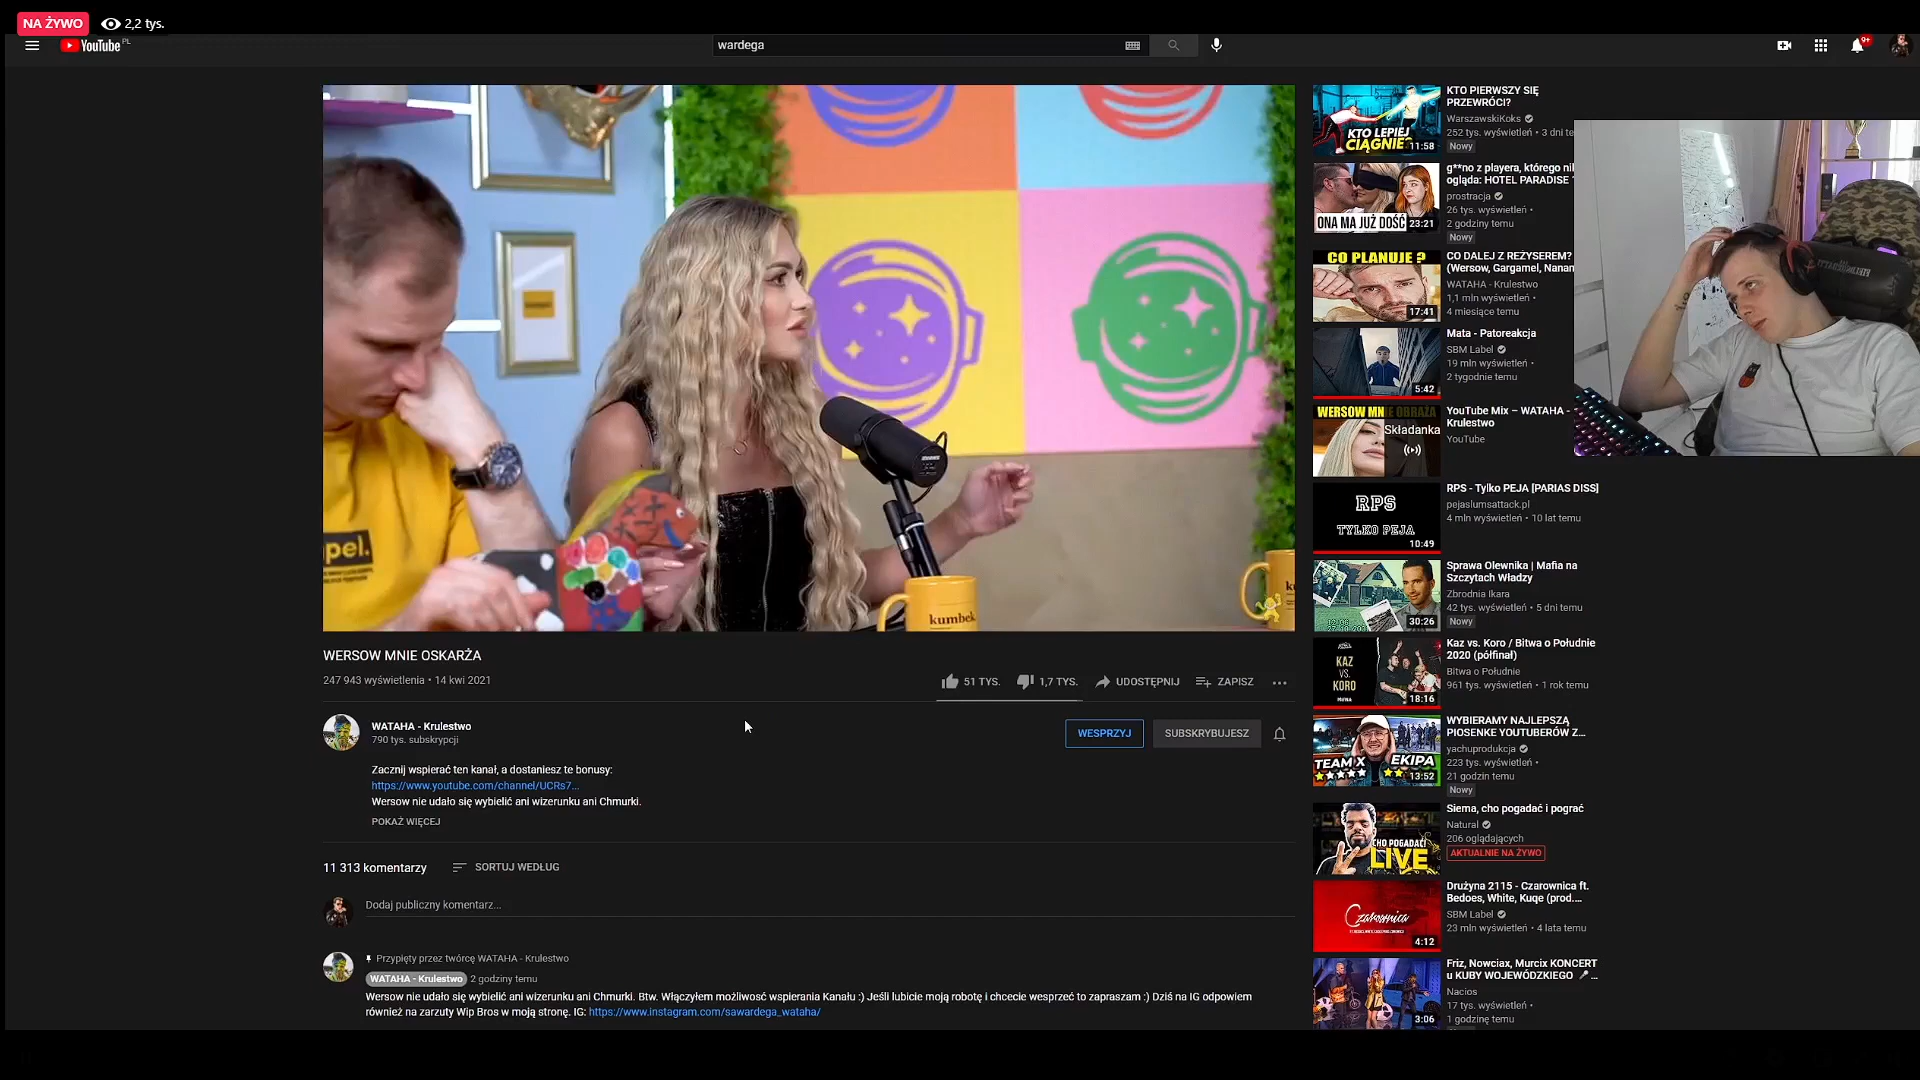 NA ŻYWO
2,2 tys.
YouTube PL
wardega
9+
pel.
kumbek
WERSOW MNIE OSKARŻA
247 943 wyświetlenia • 14 kwi 2021
51 TYS.
1,7 TYS.
UDOSTĘPNIJ
ZAPISZ
WATAHA - Krulestwo
790 tys. subskrypcji
WESPRZYJ
SUBSKRYBUJESZ
Zacznij wspierać ten kanał, a dostaniesz te bonusy:
https://www.youtube.com/channel/UCRs7...
Wersow nie udało się wybielić ani wizerunku ani Chmurki.
POKAŻ WIĘCEJ
11 313 komentarzy
SORTUJ WEDŁUG
Dodaj publiczny komentarz...
Przypięty przez twórcę WATAHA - Krulestwo
WATAHA - Krulestwo 2 godziny temu
Wersow nie udało się wybielić ani wizerunku ani Chmurki. Btw. Włączyłem możliwosć wspierania Kanału :) Jeśli lubicie moją robotę i chcecie wesprzeć to zapraszam :) Dziś na IG odpowiem
również na zarzuty Wip Bros w moją stronę. IG: https://www.instagram.com/sawardega_wataha/
KTO LEPIEJ
CIĄGNIE?
11:58
KTO PIERWSZY SIĘ
PRZEWRÓCI?
WarszawskiKoks
252 tys. wyświetleń • 3 dni te
Nowy
ONA MA JUŻ DOŚĆ
23:21
g**no z playera, którego nik
ogląda: HOTEL PARADISE
prostracja
26 tys. wyświetleń •
2 godziny temu
Nowy
CO PLANUJE ?
17:41
CO DALEJ Z REŻYSEREM?
(Wersow, Gargamel, Nanan
WATAHA - Krulestwo
1,1 mln wyświetleń •
4 miesiące temu
5:42
Mata - Patoreakcja
SBM Label
19 mln wyświetleń •
2 tygodnie temu
WERSOW MNIE OBRAŻA
Składanka
YouTube Mix – WATAHA -
Krulestwo
YouTube
RPS
TYLKO PEJA
10:49
RPS - Tylko PEJA [PARIAS DISS]
pejaslumsattack.pl
4 mln wyświetleń • 10 lat temu
30:26
Sprawa Olewnika | Mafia na
Szczytach Władzy
Zbrodnia Ikara
42 tys. wyświetleń • 5 dni temu
Nowy
KAZ
VS.
KORO
18:16
Kaz vs. Koro / Bitwa o Południe
2020 (półfinał)
Bitwa o Południe
961 tys. wyświetleń • 1 rok temu
TEAM X
EKIPA
13:52
WYBIERAMY NAJLEPSZĄ
PIOSENKE YOUTUBERÓW Z...
yachuprodukcja
223 tys. wyświetleń •
21 godzin temu
Nowy
CHO POGADAĆ!
LIVE
Siema, cho pogadać i pograć
Natural
206 oglądających
AKTUALNIE NA ŻYWO
Czarownica
4:12
Drużyna 2115 - Czarownica ft.
Bedoes, White, Kuqe (prod....
SBM Label
23 mln wyświetleń • 4 lata temu
3:06
Friz, Nowciax, Murcix KONCERT
u KUBY WOJEWÓDZKIEGO 🎤...
Nacios
17 tys. wyświetleń •
1 godzinę temu